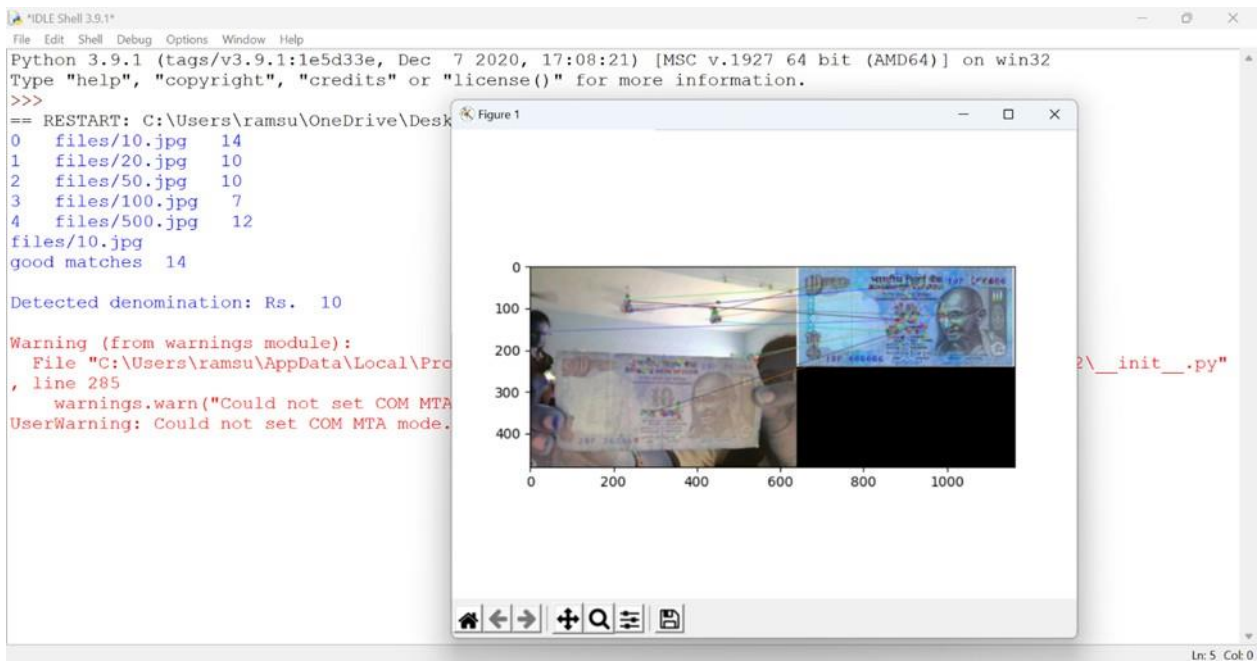 *IDLE Shell 3.9.1*
File Edit Shell Debug Options Window Help
Python 3.9.1 (tags/v3.9.1:1e5d33e, Dec  7 2020, 17:08:21) [MSC v.1927 64 bit (AMD64)] on win32
Type "help", "copyright", "credits" or "license()" for more information.
>>>
== RESTART: C:\Users\ramsu\OneDrive\Desk
0   files/10.jpg   14
1   files/20.jpg   10
2   files/50.jpg   10
3   files/100.jpg   7
4   files/500.jpg   12
files/10.jpg
good matches  14
Detected denomination: Rs.  10
Warning (from warnings module):
File "C:\Users\ramsu\AppData\Local\Pro
2\__init__.py"
, line 285
warnings.warn("Could not set COM MTA
UserWarning: Could not set COM MTA mode.
Figure 1
0
100
200
300
400
0 200 400 600 800 1000
भारतीय रिज़र्व बैंक
10
Ln: 5 Col: 0